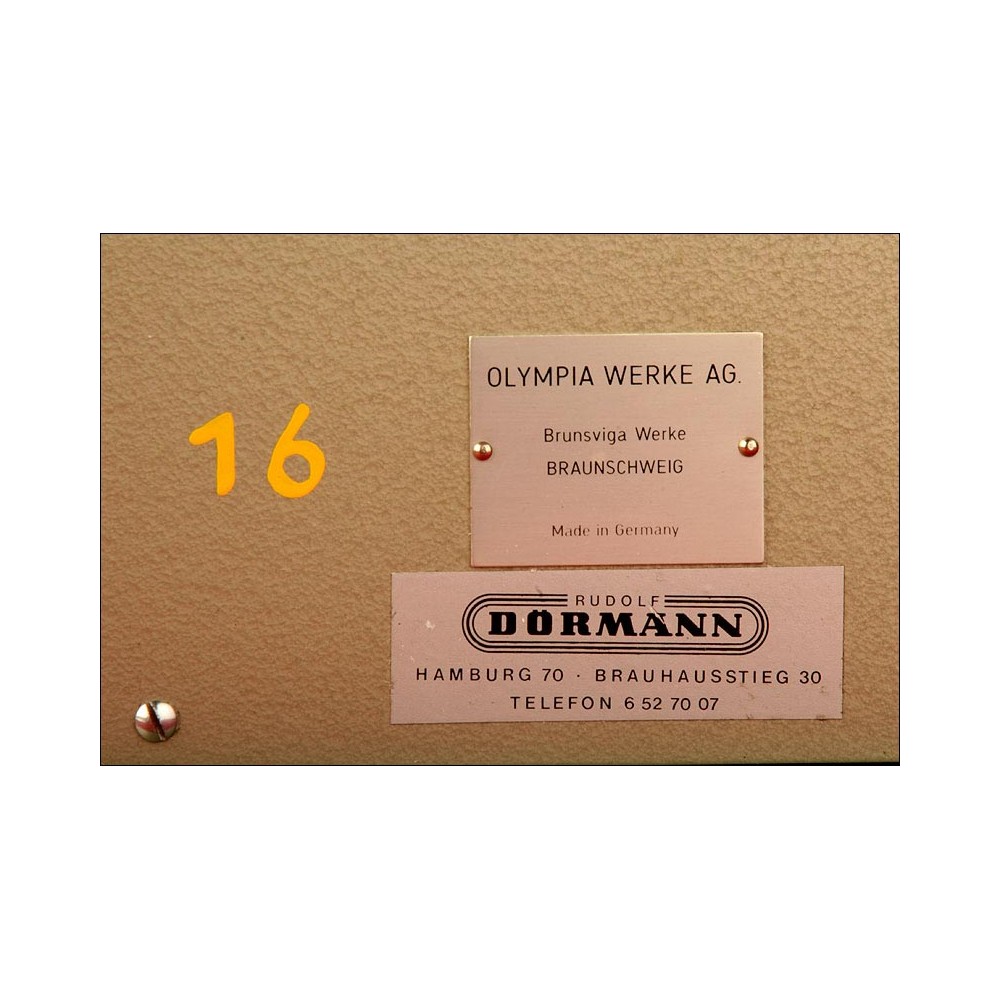 16
OLYMPIA WERKE AG.
Brunsviga Werke
BRAUNSCHWEIG
Made in Germany
RUDOLF
DÖRMANN
HAMBURG 70 · BRAUHAUSSTIEG 30
TELEFON 6 52 70 07